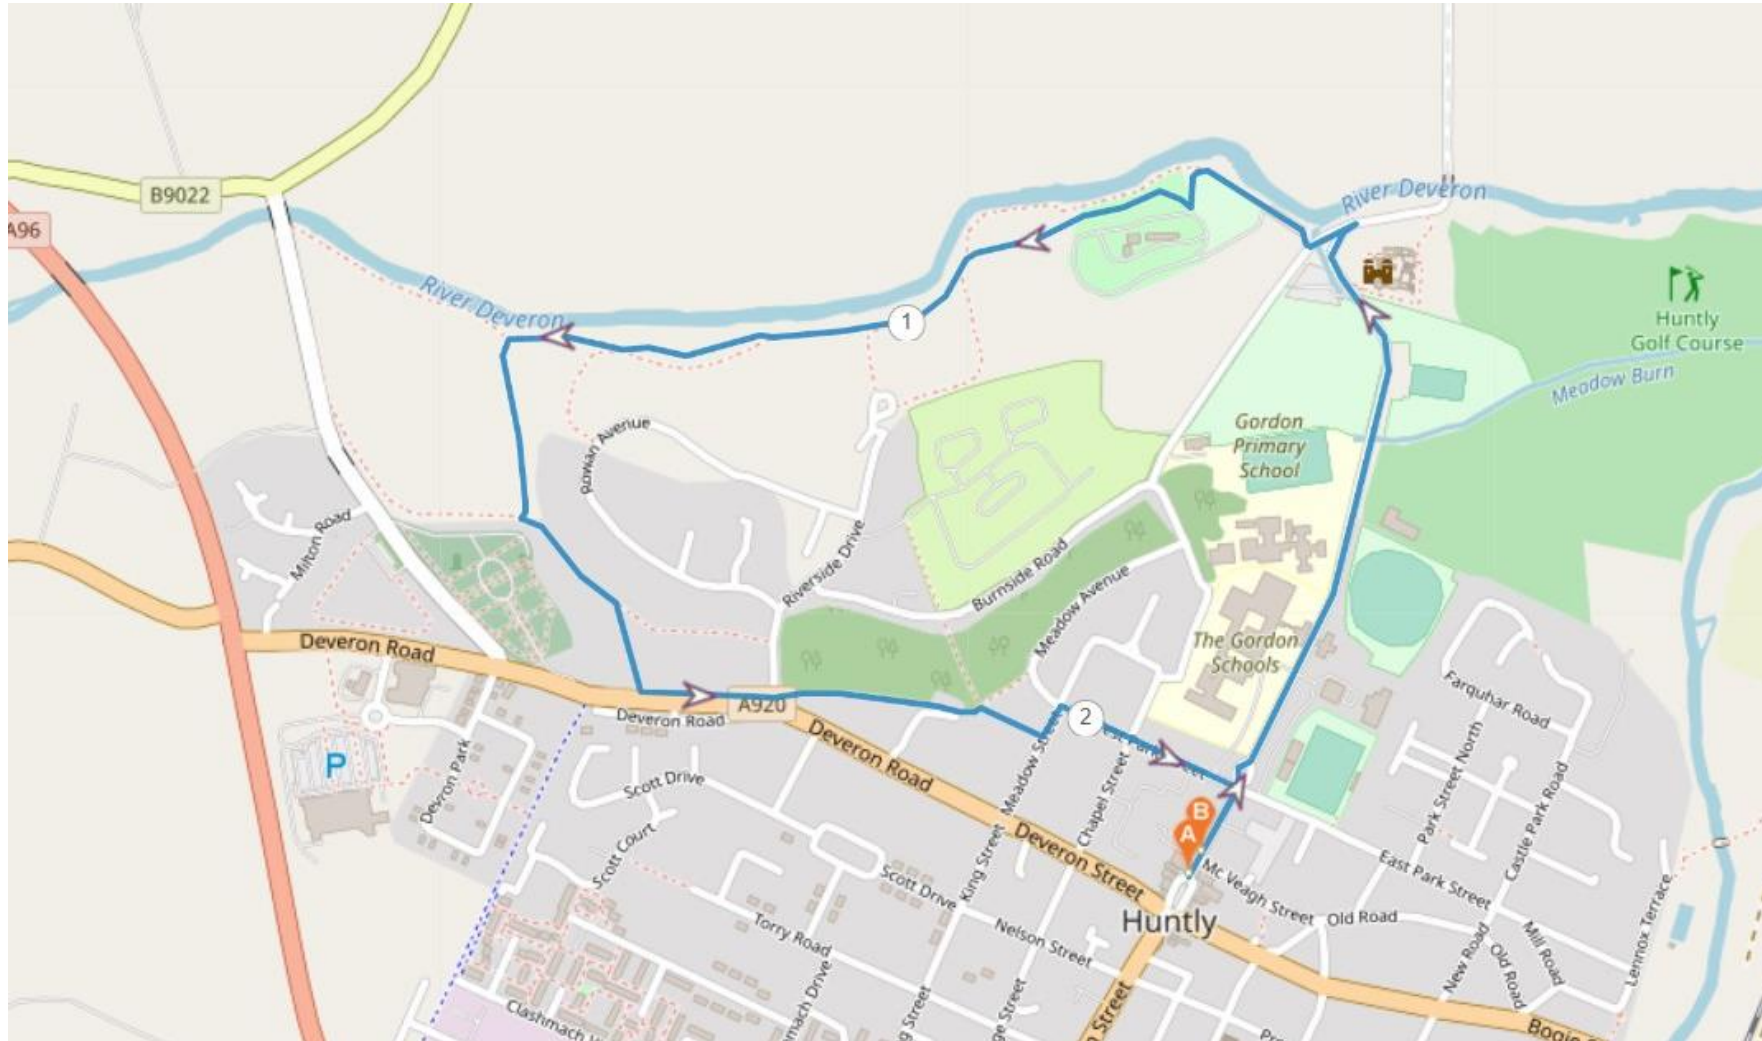 B9022
A96
River Deveron
River Deveron
1
Huntly
Golf Course
Meadow Burn
Gordon
Primary
School
Rowan Avenue
Milton Road
Riverside Drive
Burnside Road
Meadow Avenue
The Gordon
Schools
Deveron Road
A920
Deveron Road
Deveron Road
2
Meadow Street
Farquhar Road
P
Devron Park
Scott Drive
Chapel Street
Park Street North
Castle Park Road
B
A
Scott Court
King Street
Deveron Street
Mc Veagh Street
East Park Street
Scott Drive
Huntly
Old Road
Torry Road
Nelson Street
New Road
Old Road
Mill Road
Lennox Terrace
Street
Street
Clashmach